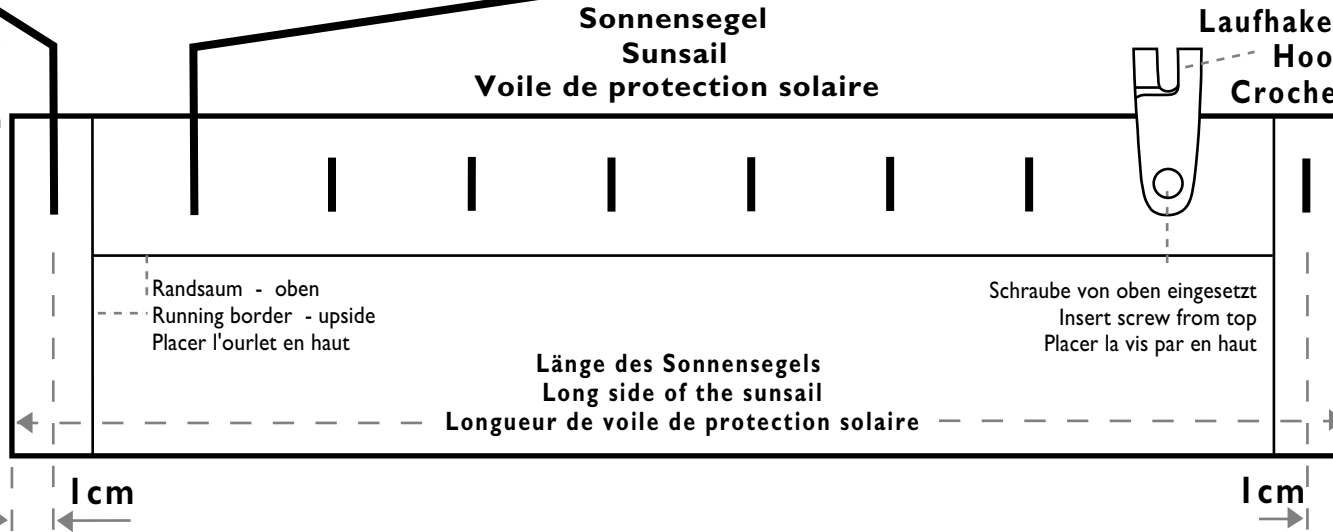 Sonnensegel
Sunsail
Voile de protection solaire
Laufhake
Hoo
Croche
Randsaum - oben
Running border - upside
Placer l'ourlet en haut
Schraube von oben eingesetzt
Insert screw from top
Placer la vis par en haut
Länge des Sonnensegels
Long side of the sunsail
Longueur de voile de protection solaire
1cm
1cm